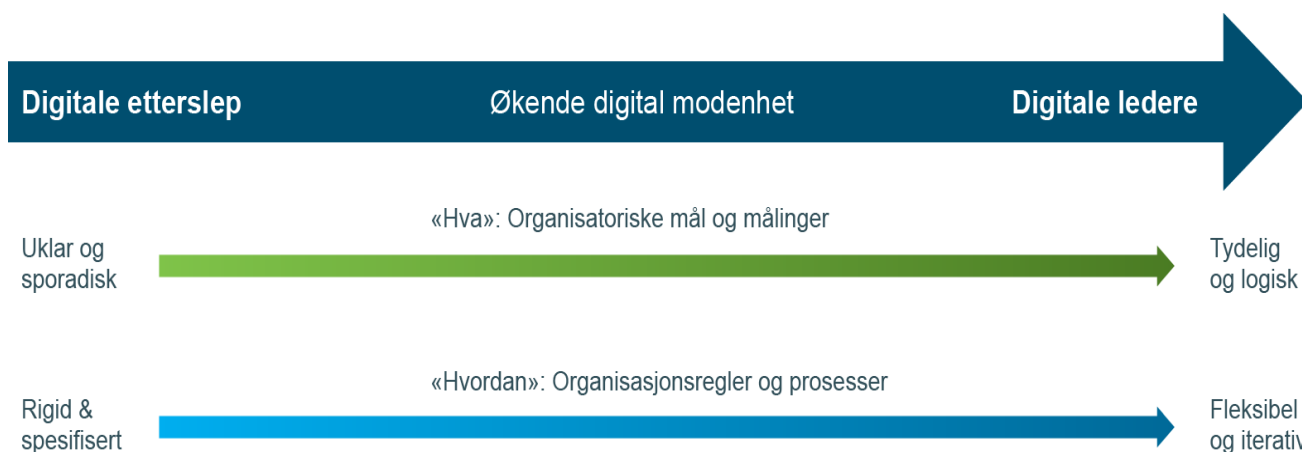 Digitale etterslep Økende digital modenhet Digitale ledere
«Hva»: Organisatoriske mål og målinger
Uklar og
sporadisk
Tydelig
og logisk
«Hvordan»: Organisasjonsregler og prosesser
Rigid &
spesifisert
Fleksibel
og iterativ